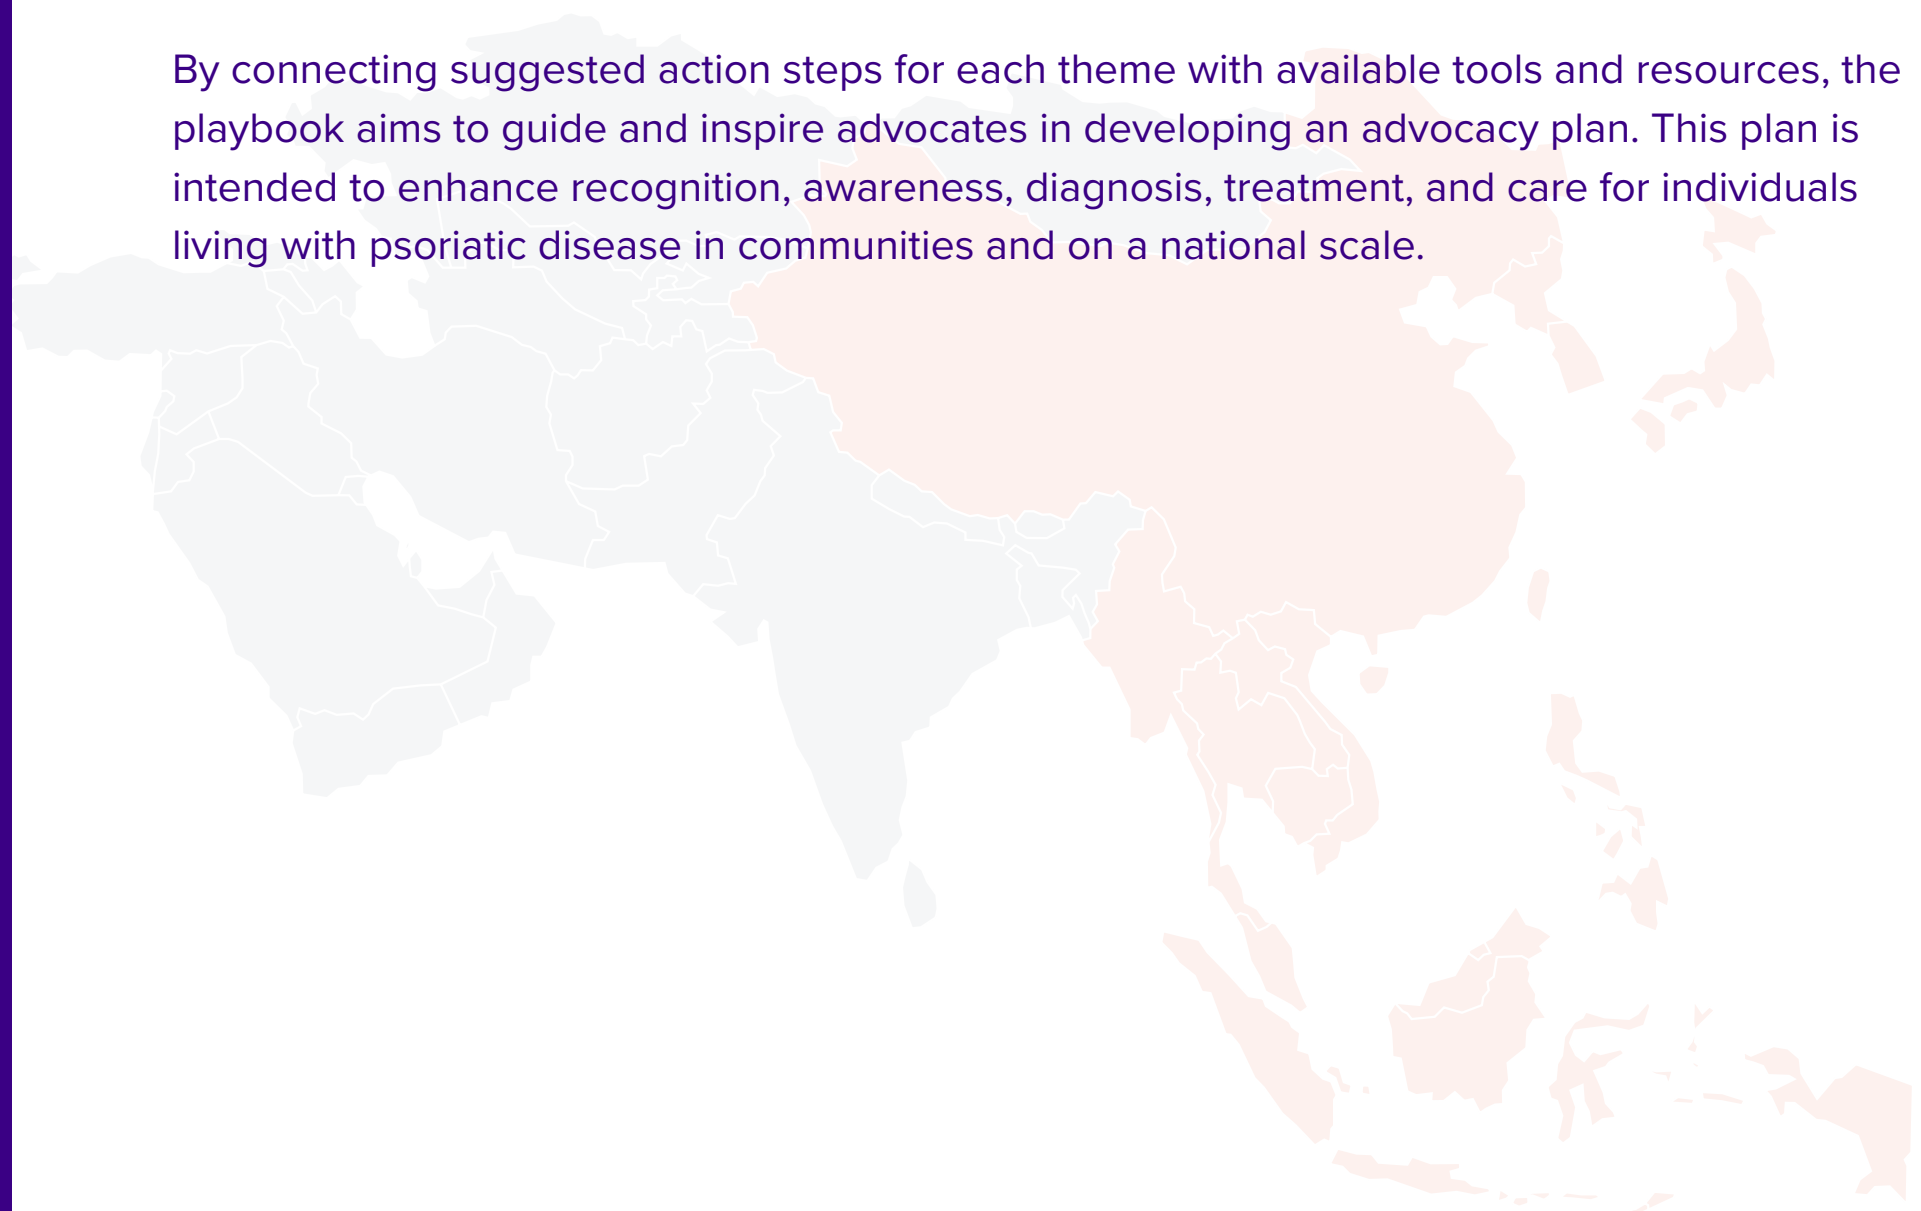 By connecting suggested action steps for each theme with available tools and resources, the
playbook aims to guide and inspire advocates in developing an advocacy plan. This plan is
intended to enhance recognition, awareness, diagnosis, treatment, and care for individuals
living with psoriatic disease in communities and on a national scale.